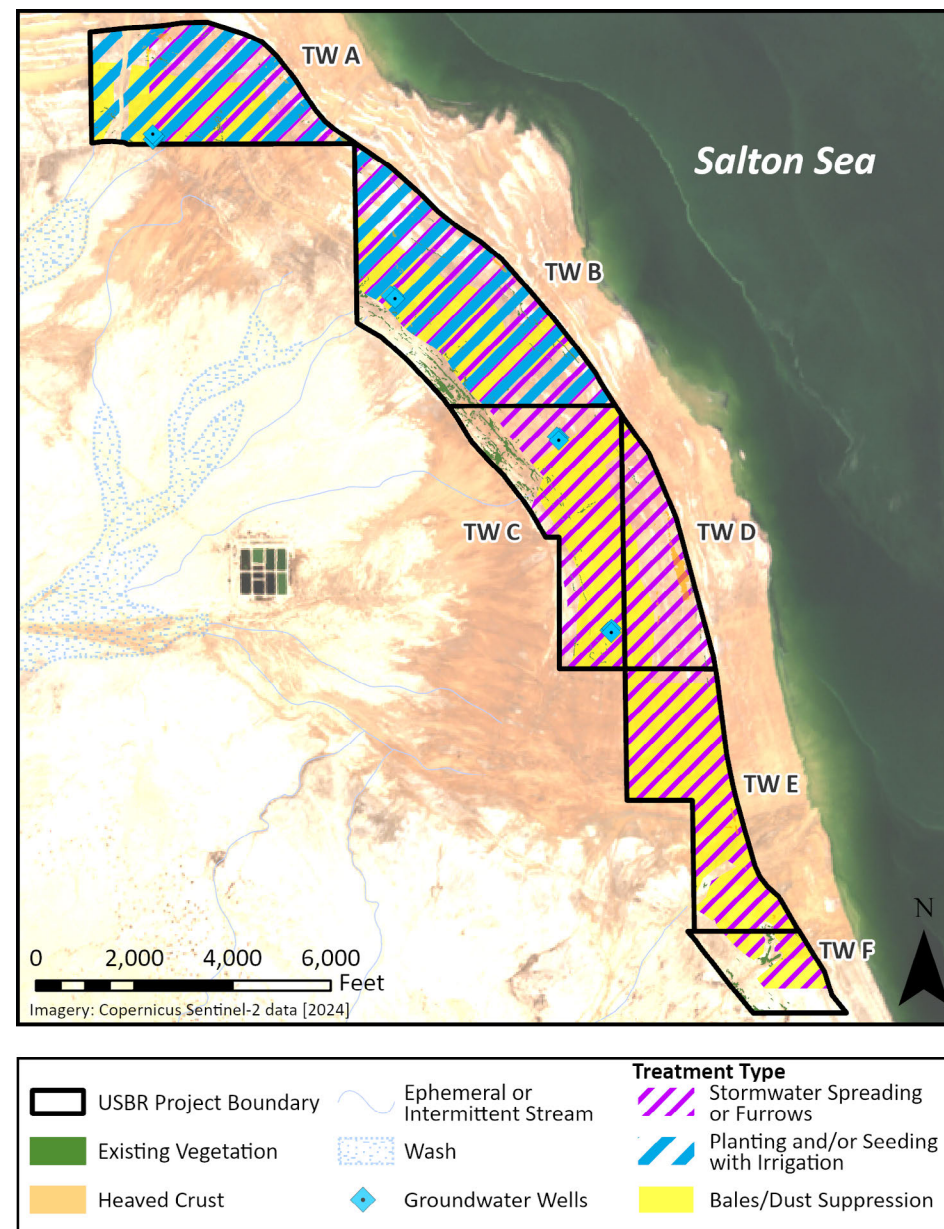 TW A
Salton Sea
TW B
TW C
TW D
TW E
N
TW F
0 2,000 4,000 6,000
Feet
Imagery: Copernicus Sentinel-2 data [2024]
USBR Project Boundary
Existing Vegetation
Heaved Crust
Ephemeral or
Intermittent Stream
Wash
Groundwater Wells
Treatment Type
Stormwater Spreading
or Furrows
Planting and/or Seeding
with Irrigation
Bales/Dust Suppression